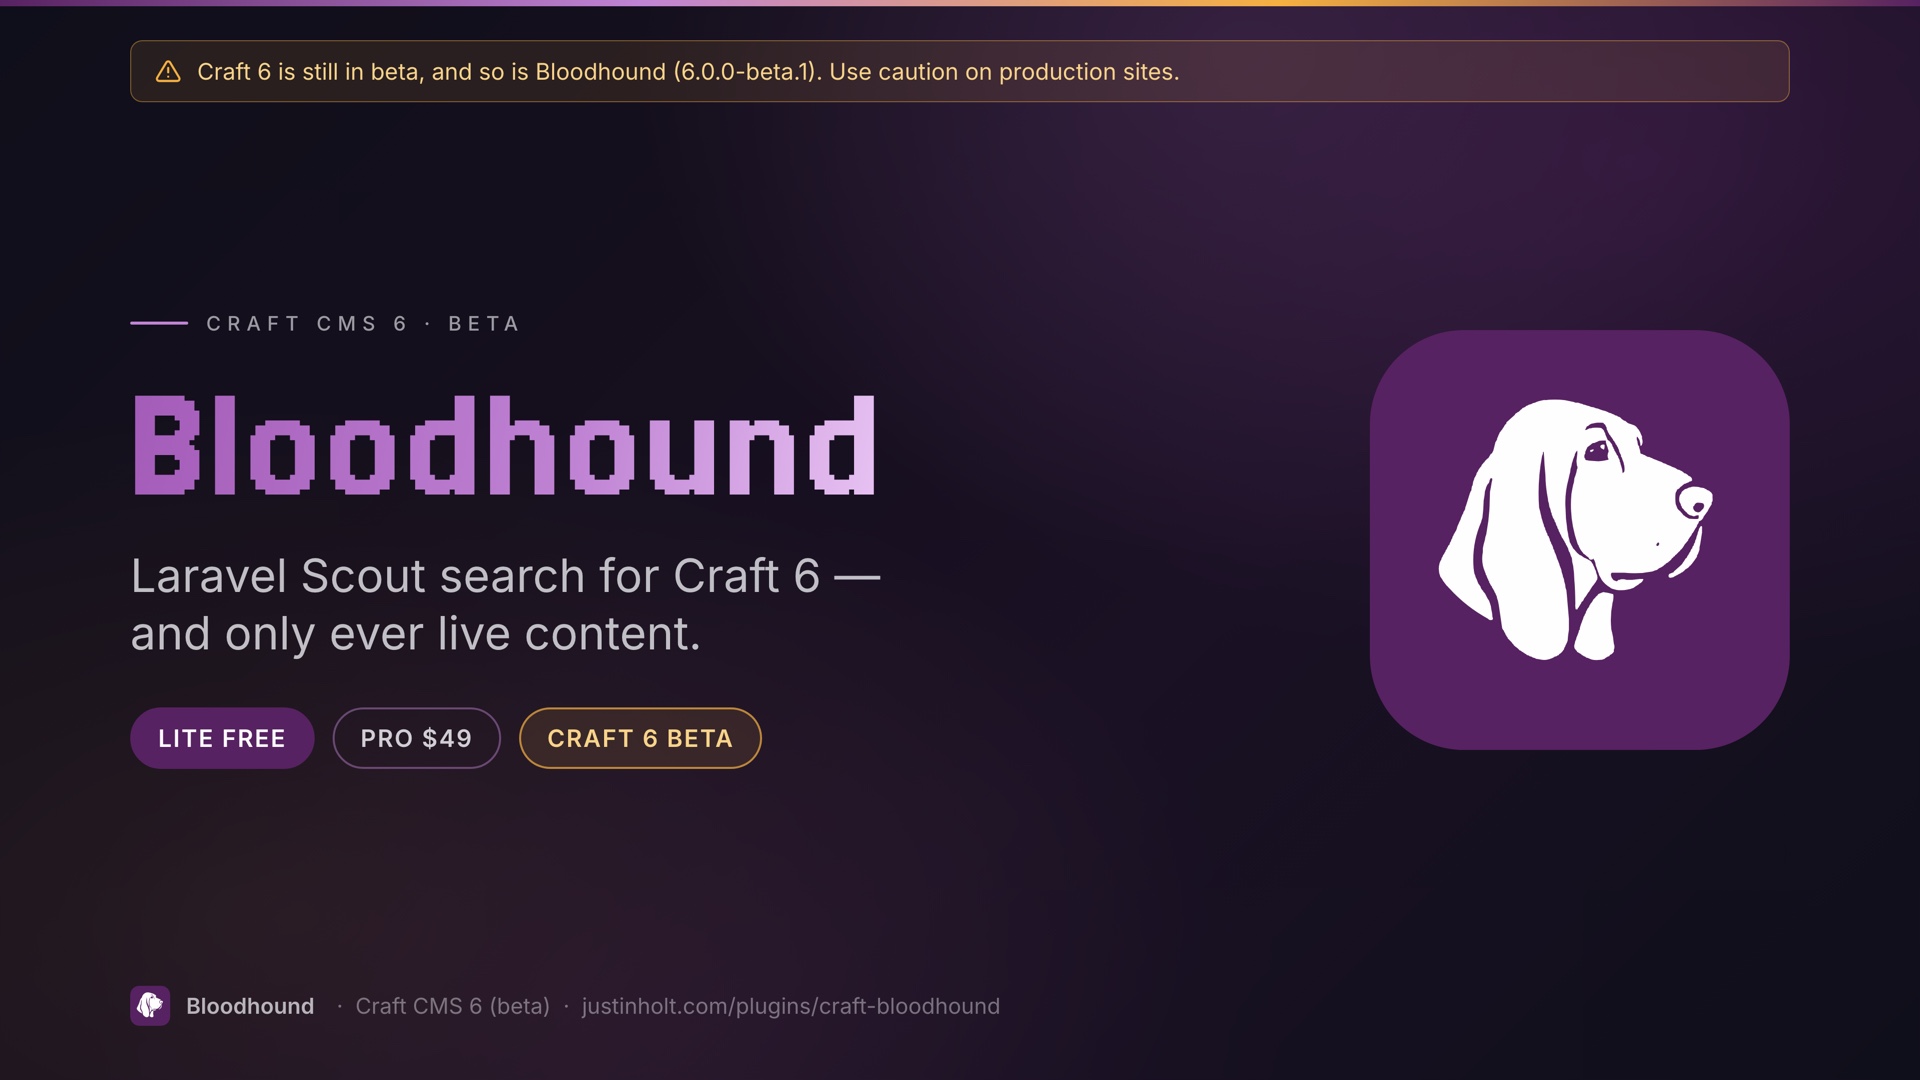 Craft 6 is still in beta, and so is Bloodhound (6.0.0-beta.1). Use caution on production sites.
CRAFT CMS 6 · BETA
Bloodhound
Laravel Scout search for Craft 6 —
and only ever live content.
LITE FREE
PRO $49
CRAFT 6 BETA
Bloodhound · Craft CMS 6 (beta) · justinholt.com/plugins/craft-bloodhound